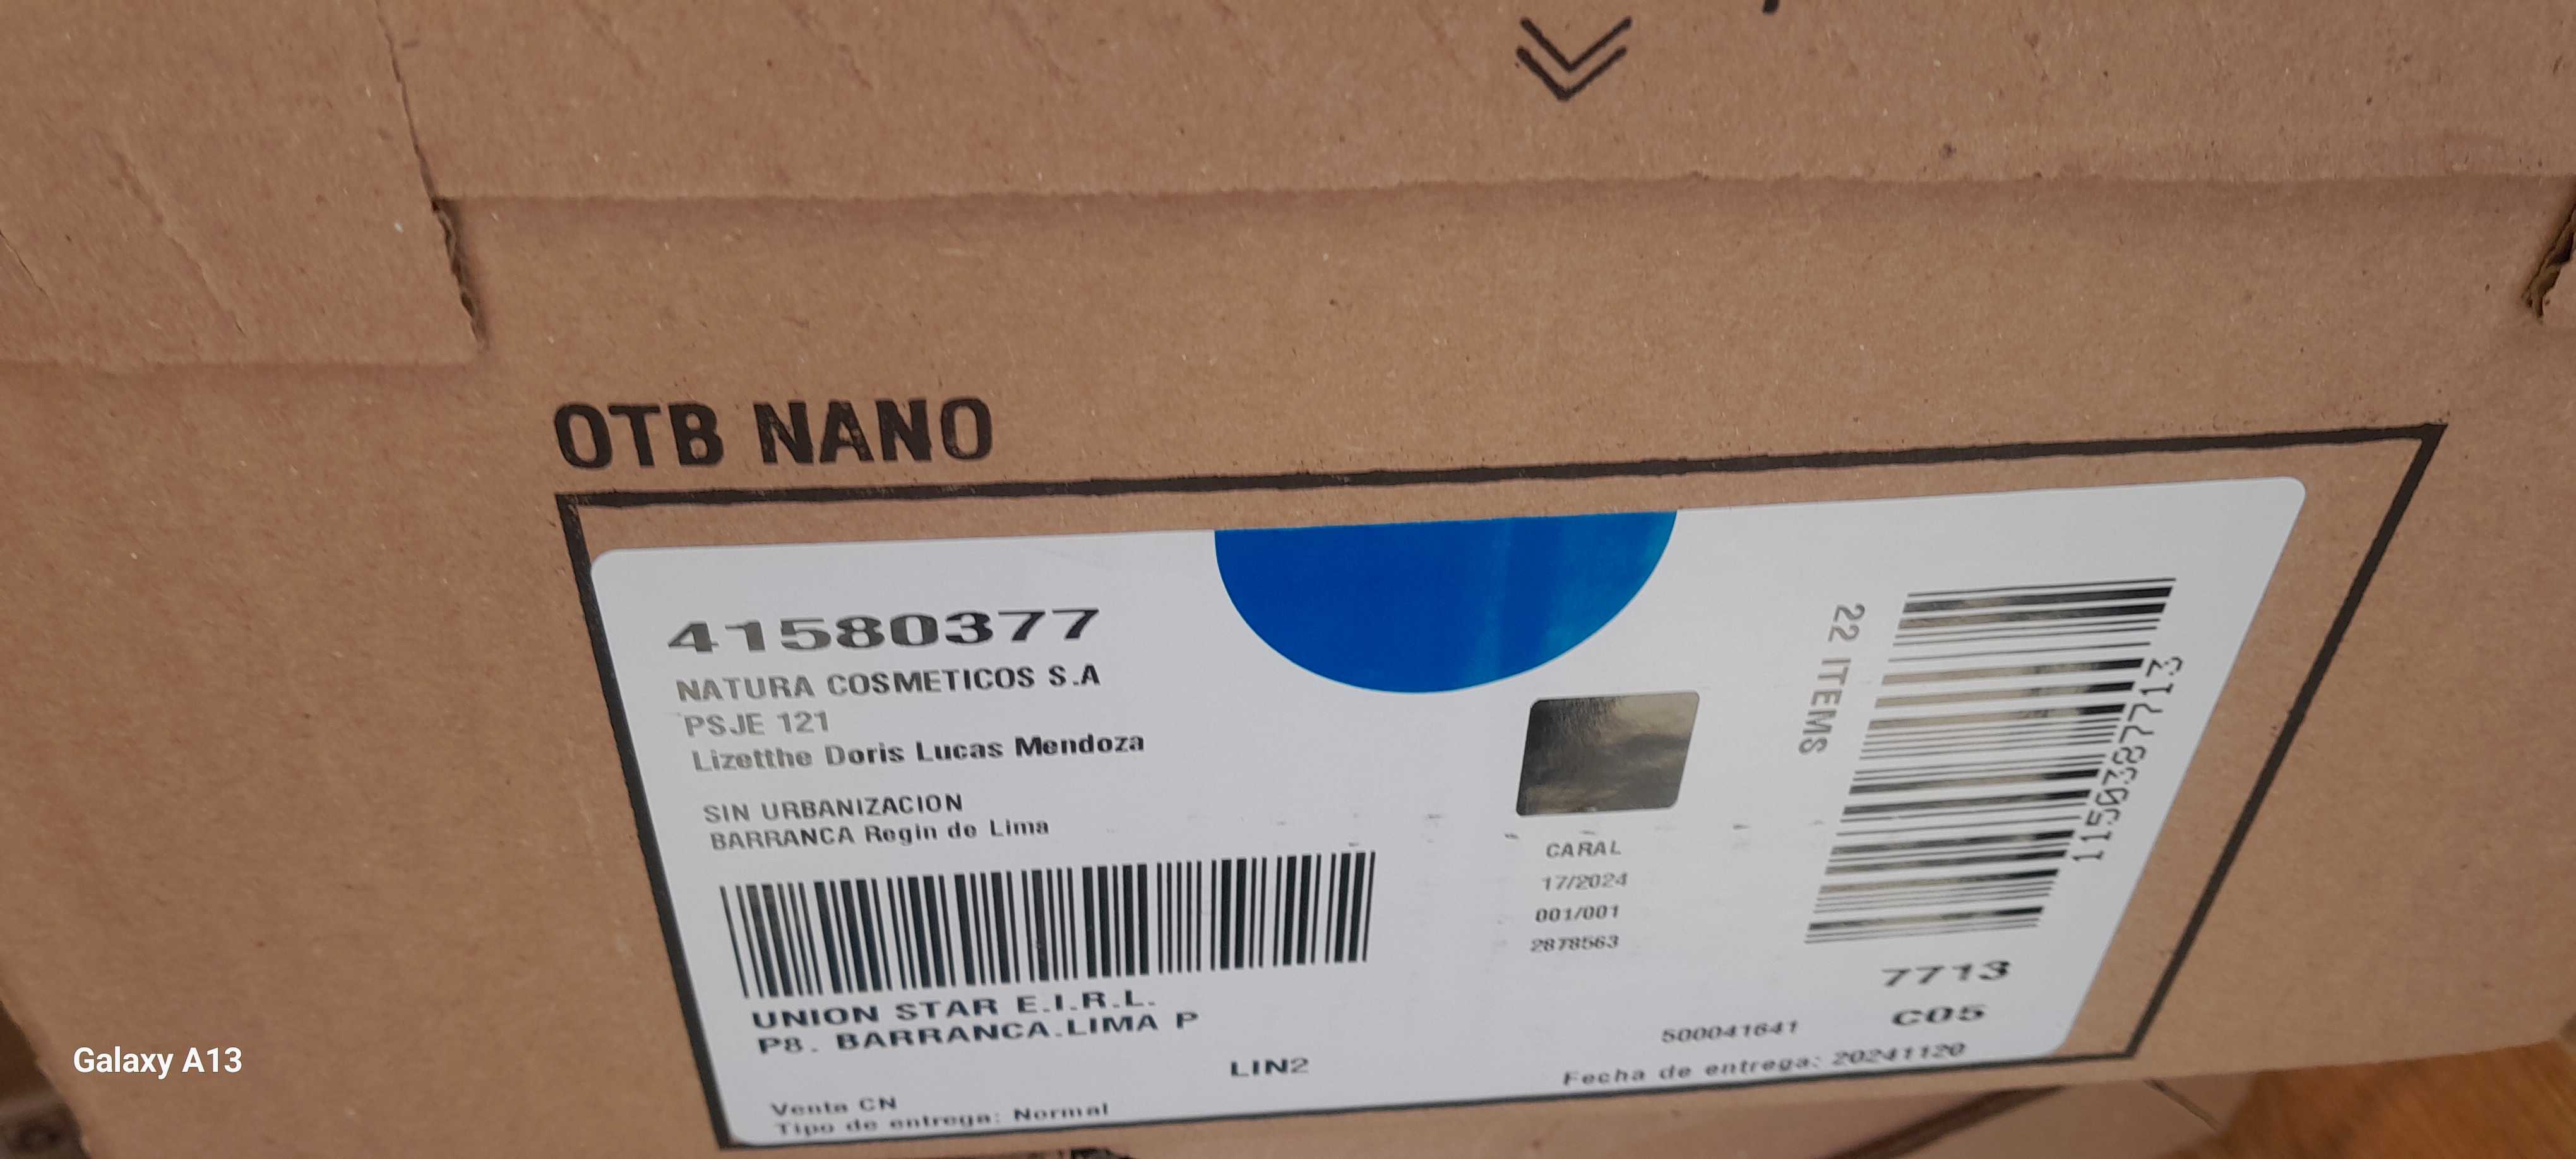 OTB NANO
41580377
NATURA COSMETICOS S.A
PSJE 121
Lizetthe Doris Lucas Mendoza
SIN URBANIZACION
BARRANCA Regin de Lima
UNION STAR E.I.R.L.
P8. BARRANCA.LIMA P
LIN2
Venta CN
Tipo de entrega: Normal
CARAL
17/2024
001/001
2878563
22 ITEMS
11503877713
7713
C05
500041641
Fecha de entrega: 20241120
Galaxy A13